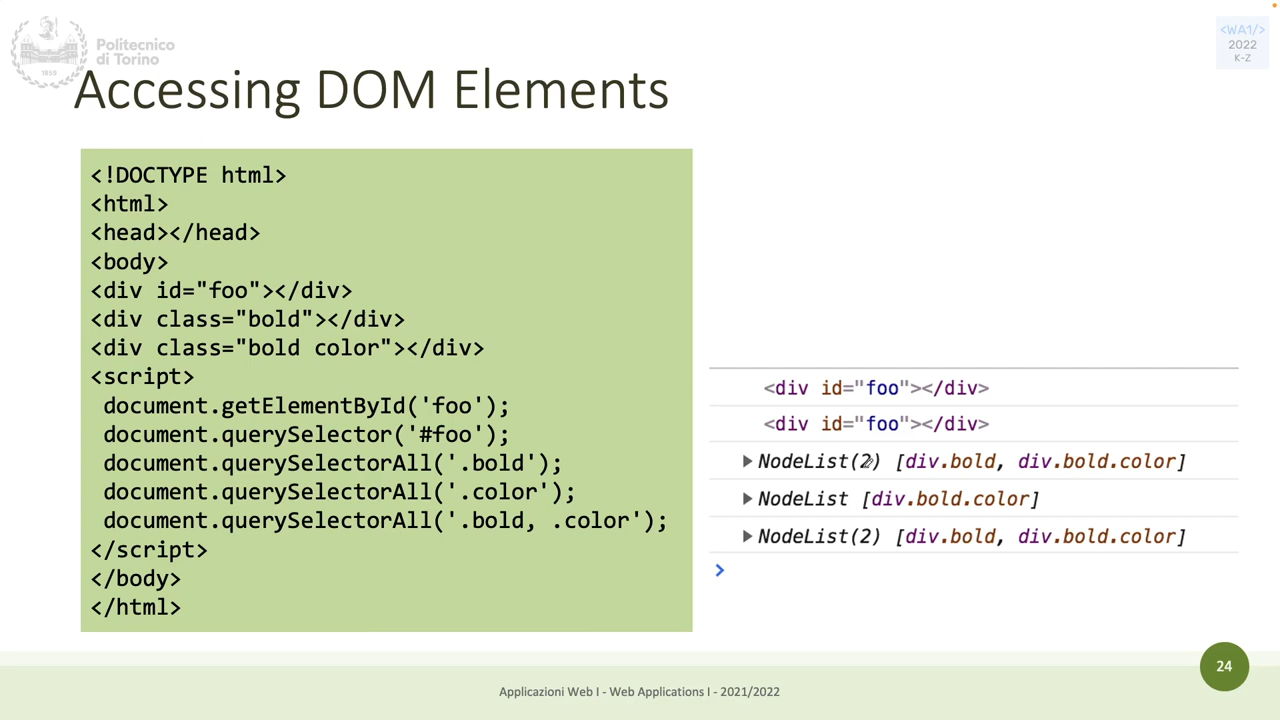 Politecnico
di Torino
1859
<WA1/>
2022
K-Z
Accessing DOM Elements
<!DOCTYPE html>
<html>
<head></head>
<body>
<div id="foo"></div>
<div class="bold"></div>
<div class="bold color"></div>
<script>
document.getElementById('foo');
document.querySelector('#foo');
document.querySelectorAll('.bold');
document.querySelectorAll('.color');
document.querySelectorAll('.bold, .color');
</script>
</body>
</html>
<div id="foo"></div>
<div id="foo"></div>
NodeList(2) [div.bold, div.bold.color]
NodeList [div.bold.color]
NodeList(2) [div.bold, div.bold.color]
24
Applicazioni Web I - Web Applications I - 2021/2022